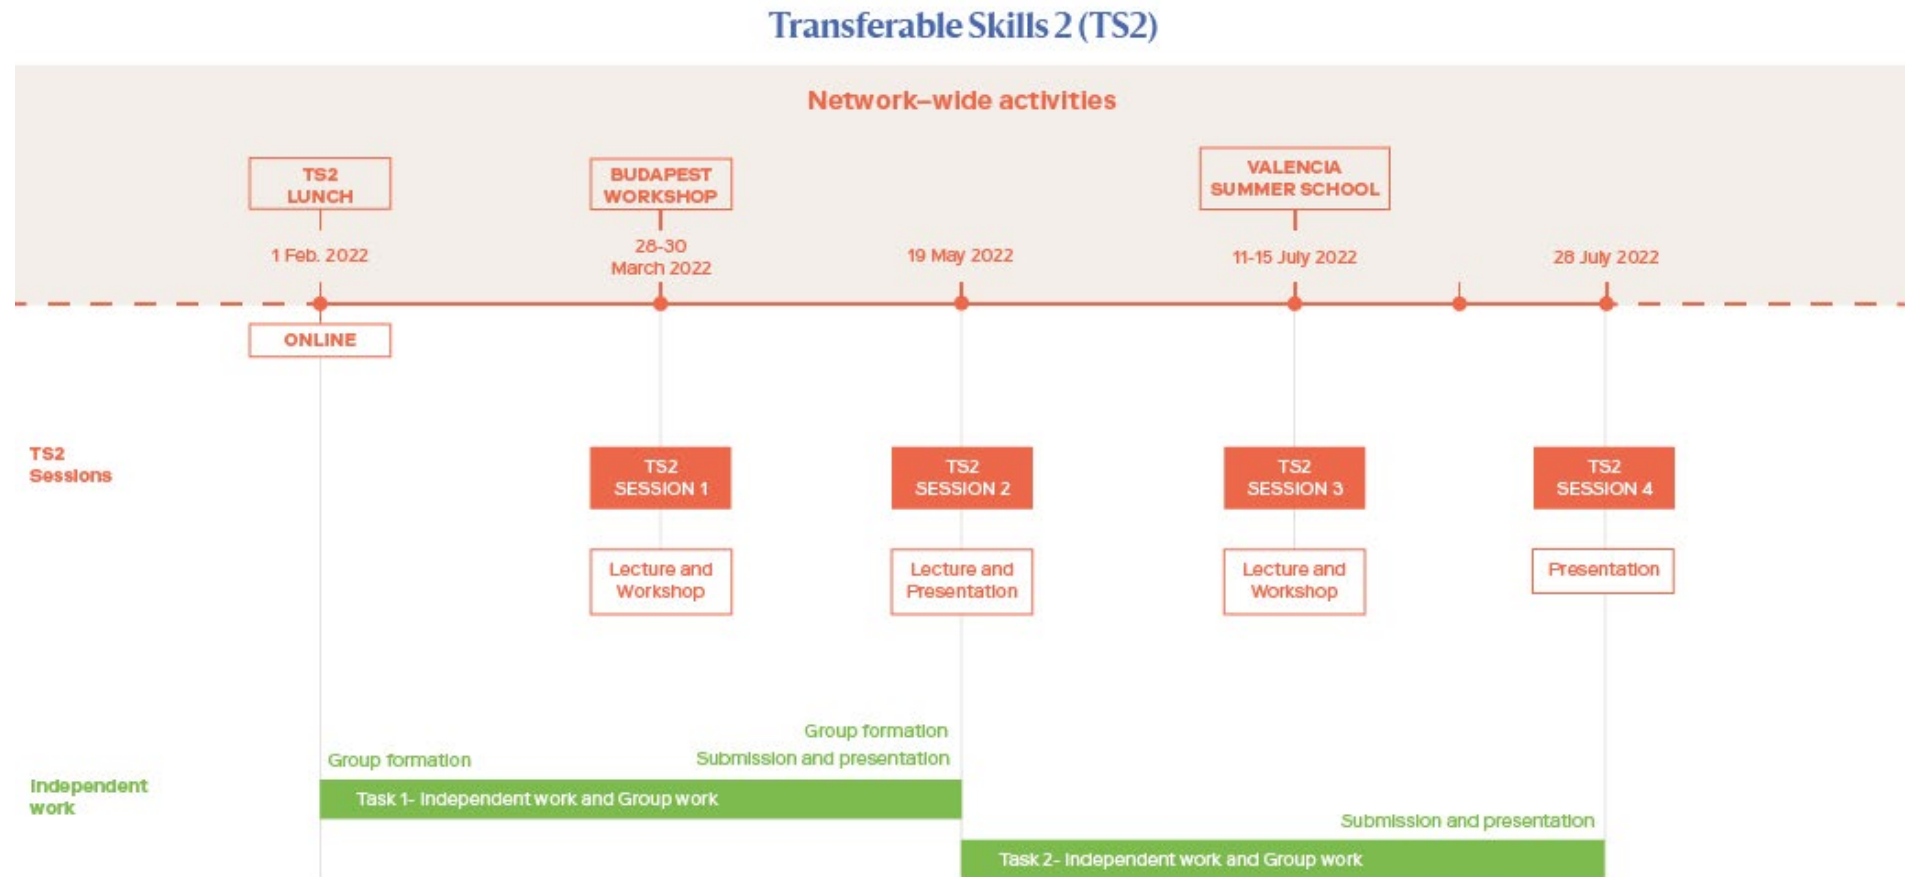 Transferable Skills 2 (TS2)
Network–wide activities
TS2
LUNCH
BUDAPEST
WORKSHOP
VALENCIA
SUMMER SCHOOL
1 Feb. 2022
28-30
March 2022
19 May 2022
11-15 July 2022
28 July 2022
ONLINE
TS2
Sessions
TS2
SESSION 1
TS2
SESSION 2
TS2
SESSION 3
TS2
SESSION 4
Lecture and
Workshop
Lecture and
Presentation
Lecture and
Workshop
Presentation
Group formation
Group formation
Submission and presentation
Independent
work
Task 1- Independent work and Group work
Submission and presentation
Task 2- Independent work and Group work